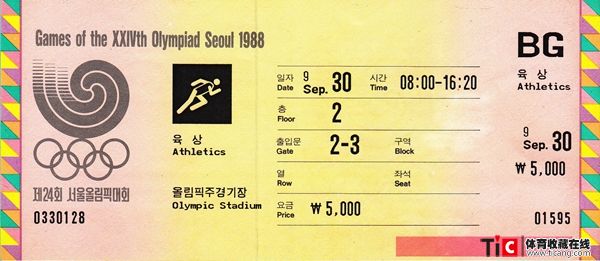 Games of the XXIVth Olympiad Seoul 1988
제24회 서울올림픽대회
0330128
육 상
Athletics
올림픽주경기장
Olympic Stadium
일자 9 시간
Date Sep. 30 Time 08:00-16:20
층
Floor 2
출입문 구역
Gate 2-3 Block
열 좌석
Row Seat
요금
Price ₩ 5,000
BG
육 상
Athletics
9
Sep. 30
₩ 5,000
01595
TiC 体育收藏在线
www.ticang.com